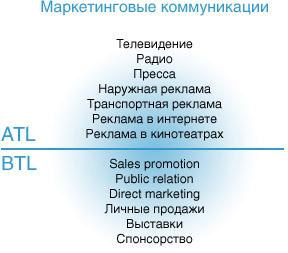 Маркетинговые коммуникации
Телевидение
Радио
Пресса
Наружная реклама
Транспортная реклама
Реклама в интернете
Реклама в кинотеатрах
ATL
BTL
Sales promotion
Public relation
Direct marketing
Личные продажи
Выставки
Спонсорство